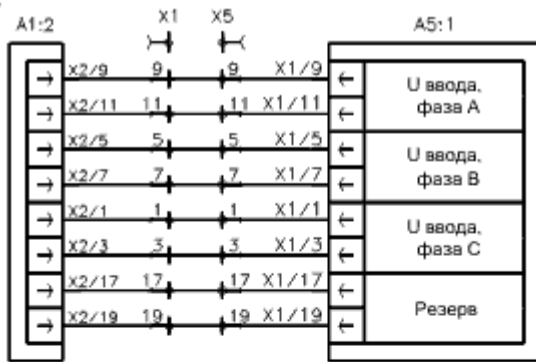 A1:2 X1 X5 A5:1
X2/9 9 9 X1/9
X2/11 11 11 X1/11
U ввода,
фаза A
X2/5 5 5 X1/5
X2/7 7 7 X1/7
U ввода,
фаза B
X2/1 1 1 X1/1
X2/3 3 3 X1/3
U ввода,
фаза C
X2/17 17 17 X1/17
X2/19 19 19 X1/19
Резерв